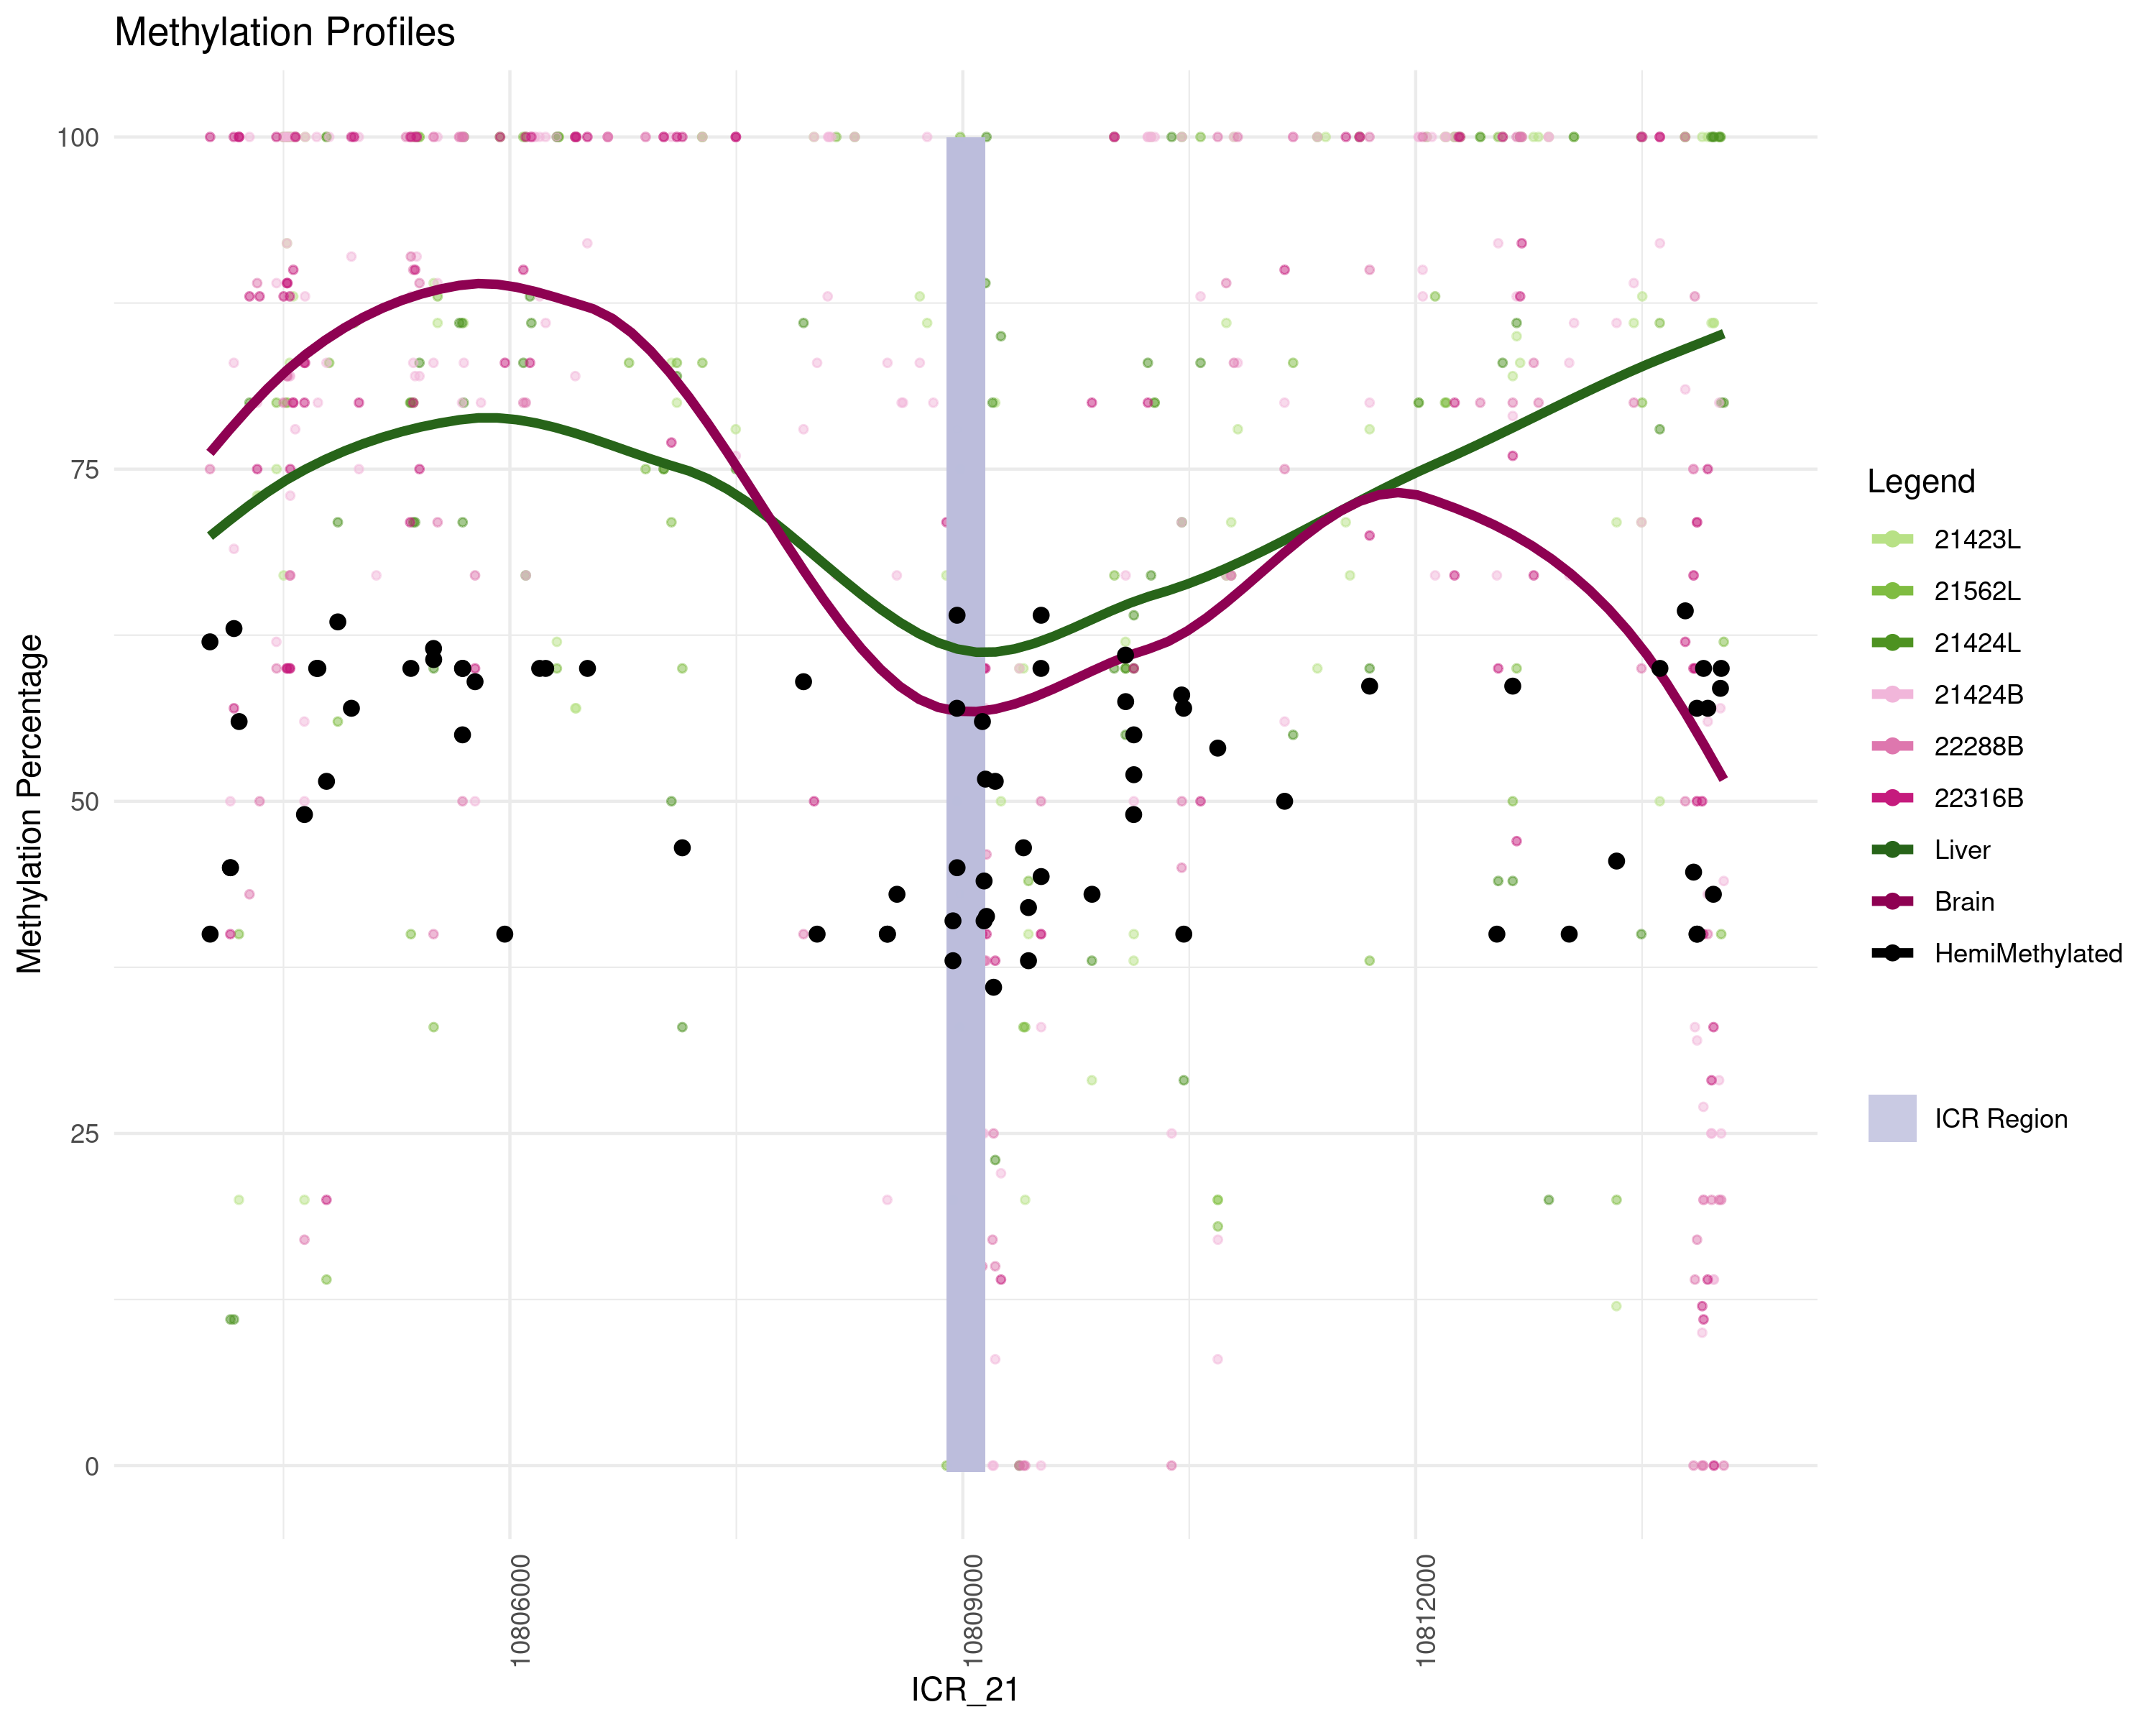 Methylation Profiles
100
75
50
25
0
Methylation Percentage
10806000
10809000
10812000
ICR_21
Legend
21423L
21562L
21424L
21424B
22288B
22316B
Liver
Brain
HemiMethylated
ICR Region